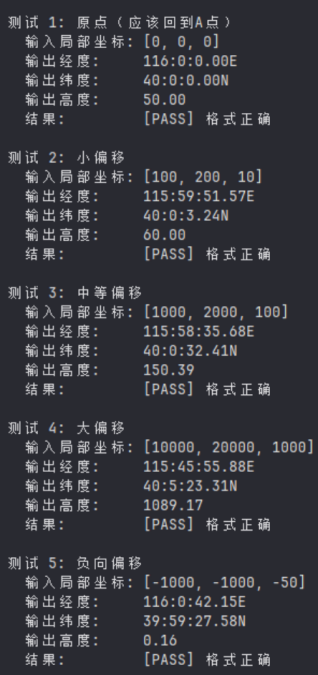 测试 1: 原点（应该回到A点）
输入局部坐标: [0, 0, 0]
输出经度: 116:0:0.00E
输出纬度: 40:0:0.00N
输出高度: 50.00
结果: [PASS] 格式正确
测试 2: 小偏移
输入局部坐标: [100, 200, 10]
输出经度: 115:59:51.57E
输出纬度: 40:0:3.24N
输出高度: 60.00
结果: [PASS] 格式正确
测试 3: 中等偏移
输入局部坐标: [1000, 2000, 100]
输出经度: 115:58:35.68E
输出纬度: 40:0:32.41N
输出高度: 150.39
结果: [PASS] 格式正确
测试 4: 大偏移
输入局部坐标: [10000, 20000, 1000]
输出经度: 115:45:55.88E
输出纬度: 40:5:23.31N
输出高度: 1089.17
结果: [PASS] 格式正确
测试 5: 负向偏移
输入局部坐标: [-1000, -1000, -50]
输出经度: 116:0:42.15E
输出纬度: 39:59:27.58N
输出高度: 0.16
结果: [PASS] 格式正确